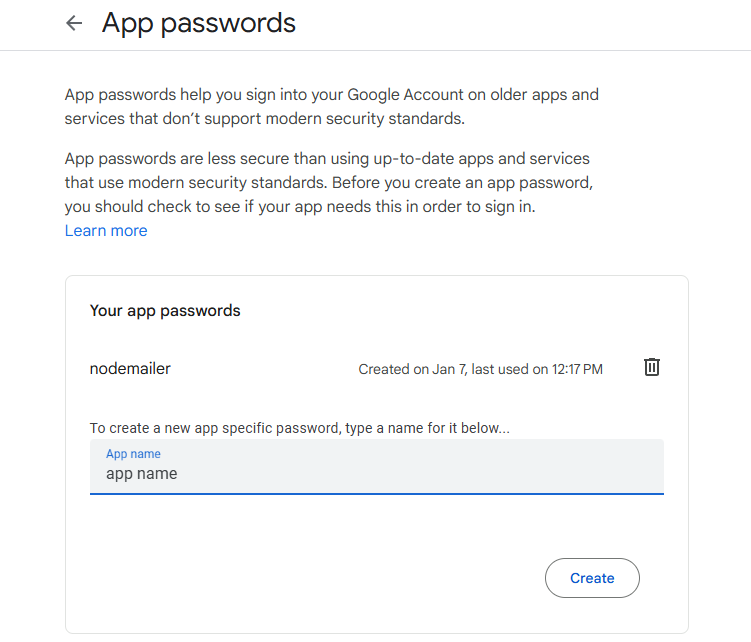 App passwords
App passwords help you sign into your Google Account on older apps and
services that don’t support modern security standards.
App passwords are less secure than using up-to-date apps and services
that use modern security standards. Before you create an app password,
you should check to see if your app needs this in order to sign in.
Learn more
Your app passwords
nodemailer Created on Jan 7, last used on 12:17 PM
To create a new app specific password, type a name for it below...
App name
app name
Create